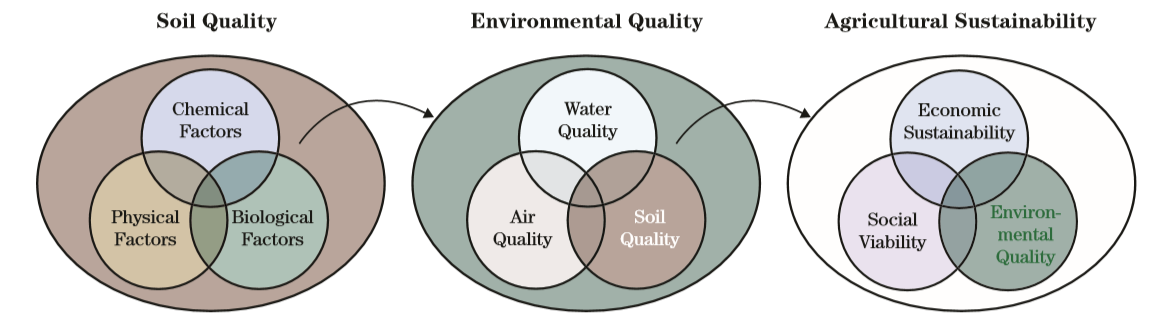 Soil Quality
Chemical
Factors
Physical
Factors
Biological
Factors
Environmental Quality
Water
Quality
Air
Quality
Soil
Quality
Agricultural Sustainability
Economic
Sustainability
Social
Viability
Environ-
mental
Quality